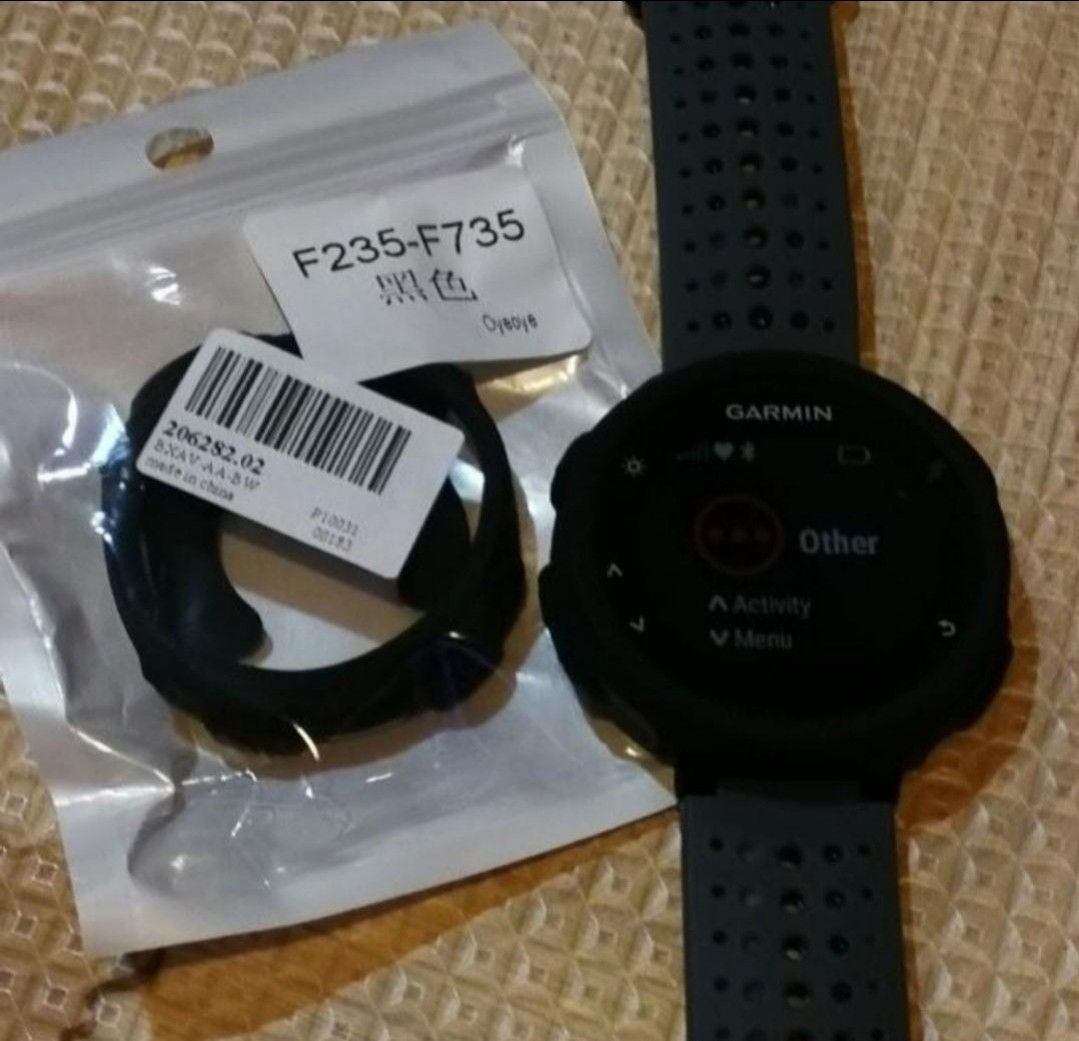 F235-F735
黑色
Oyeoye
206282.02
BXAV-AA-BW
made in china
P10031
00183
GARMIN
Other
Activity
Menu